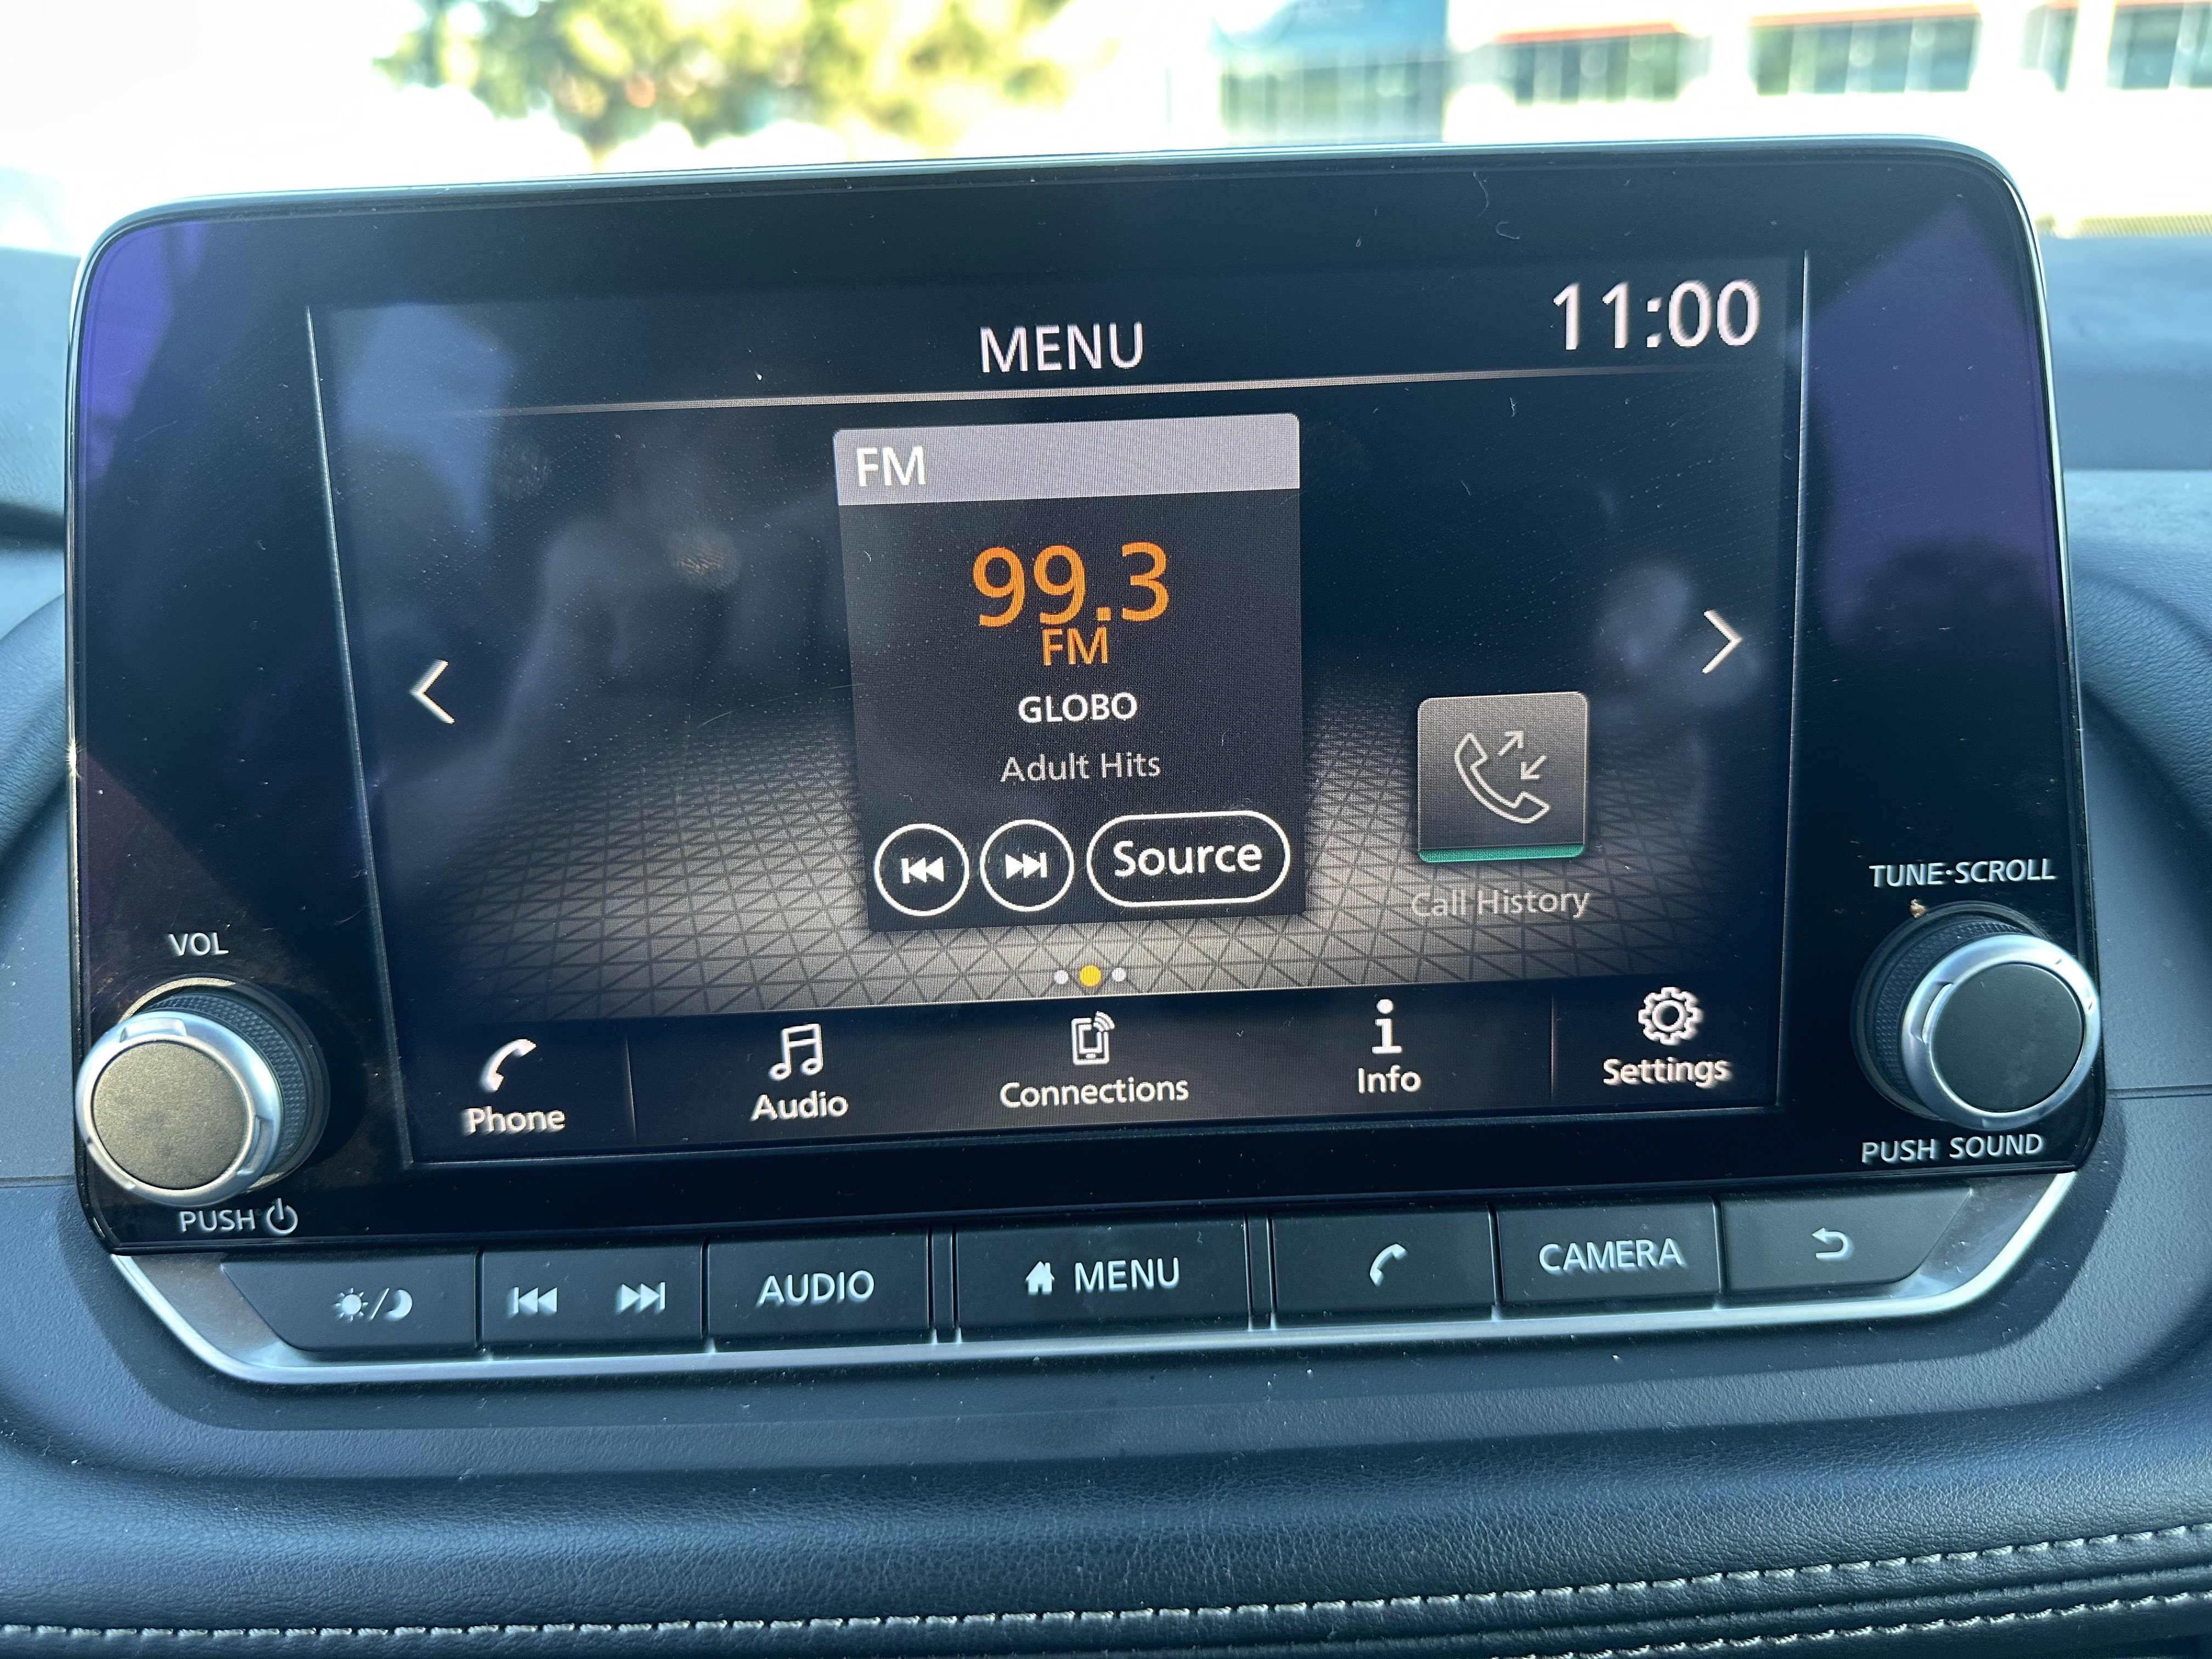 11:00
MENU
FM
99.3
FM
GLOBO
Adult Hits
Source
Call History
Phone
Audio
Connections
Info
Settings
VOL
PUSH
TUNE·SCROLL
PUSH SOUND
AUDIO
MENU
CAMERA